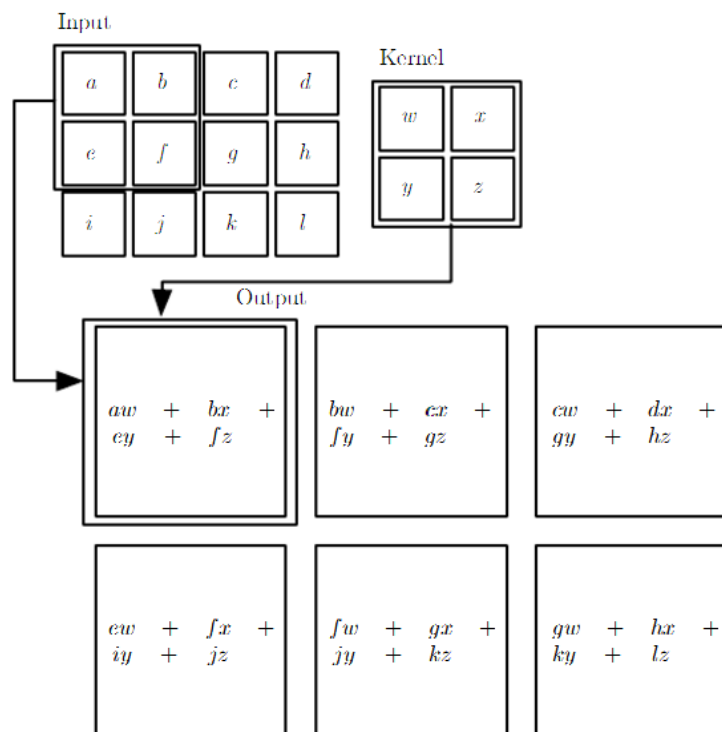 Input
Kernel
a b c d
w x
e f g h
y z
i j k l
Output
aw + bx +
ey + fz
bw + cx +
fy + gz
cw + dx +
gy + hz
ew + fx +
iy + jz
fw + gx +
jy + kz
gw + hx +
ky + lz